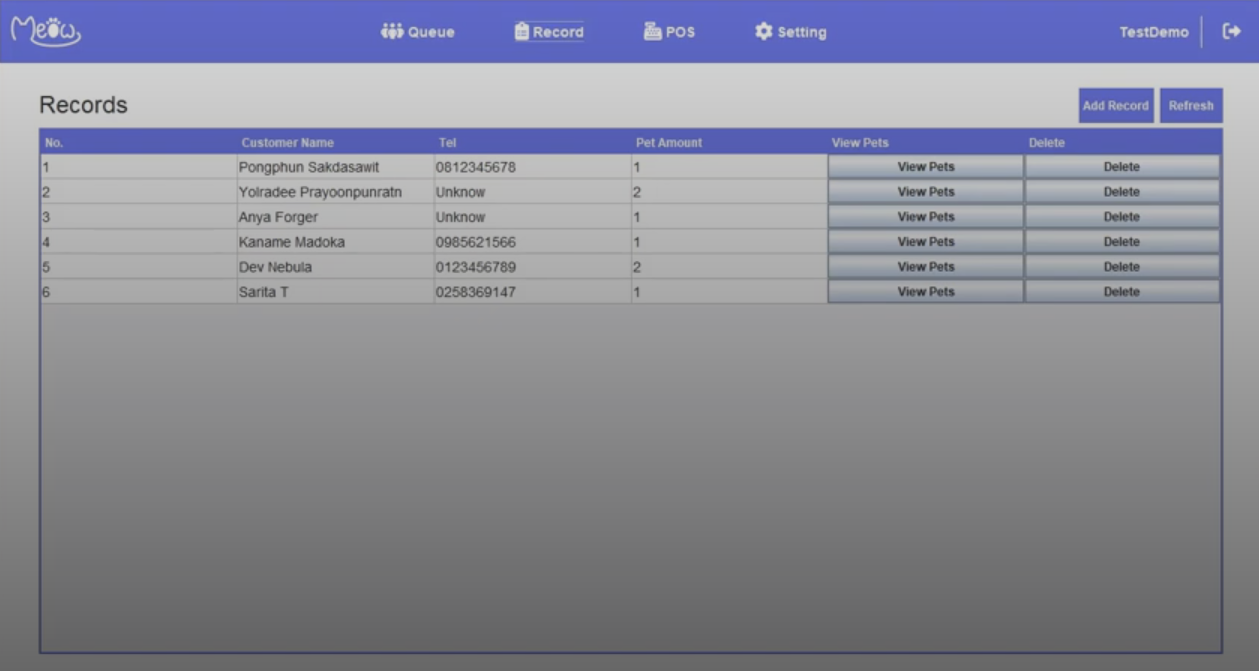 Meow
Queue Record POS Setting TestDemo
Records Add Record Refresh
No. Customer Name Tel Pet Amount View Pets Delete
1 Pongphun Sakdasawit 0812345678 1 View Pets Delete
2 Yolradee Prayoonpunratn Unknow 2 View Pets Delete
3 Anya Forger Unknow 1 View Pets Delete
4 Kaname Madoka 0985621566 1 View Pets Delete
5 Dev Nebula 0123456789 2 View Pets Delete
6 Sarita T 0258369147 1 View Pets Delete